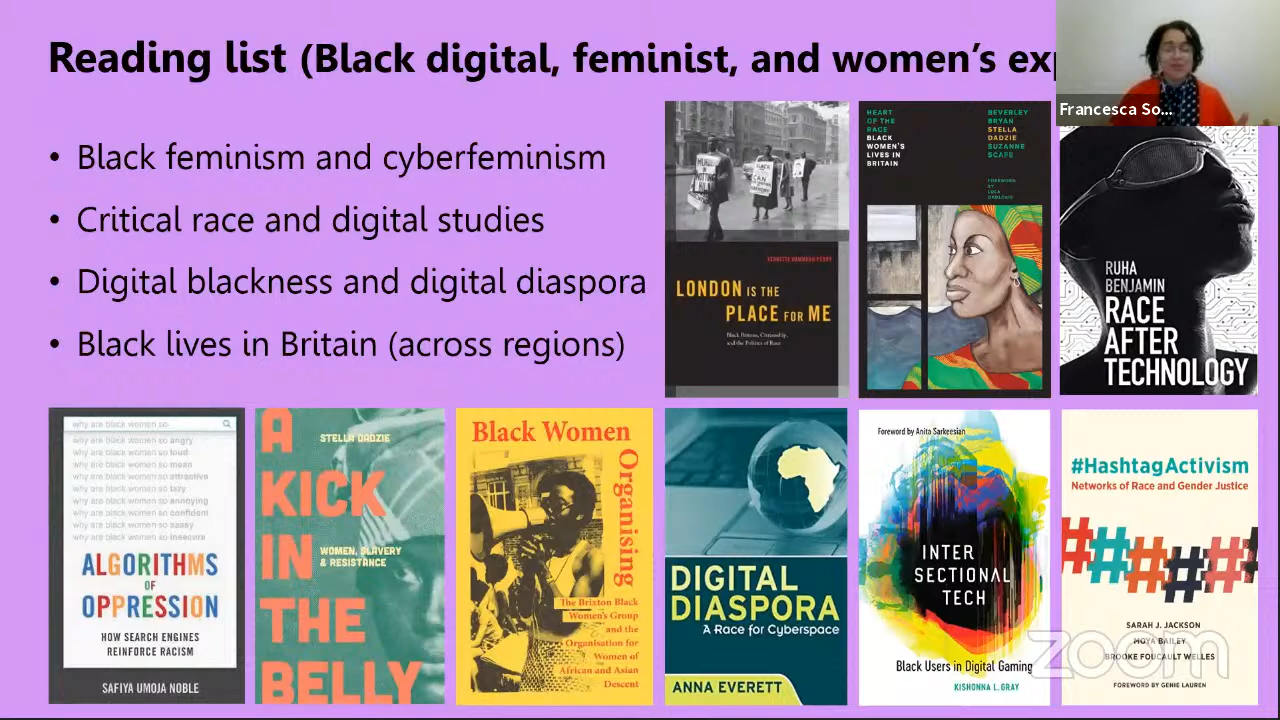 Reading list (Black digital, feminist, and women's exp
Francesca So...
• Black feminism and cyberfeminism
• Critical race and digital studies
• Digital blackness and digital diaspora
Black lives in Britain (across regions)
LONDON IS THE
PLACE FOR ME
Black Britons, Citizenship,
and the Politics of Race
HEART
OF THE
RACE
BLACK
WOMEN'S
LIVES IN
BRITAIN
BEVERLEY
BRYAN
STELLA
DADZIE
SUZANNE
SCAFE
FOREWORD
BY
RUHA
BENJAMIN
RACE
AFTER
TECHNOLOGY
why are black women so
why are black women so angry
why are black women so loud
why are black women so mean
why are black women so attractive
why are black women so lazy
why are black women so annoying
why are black women so confident
why are black women so sassy
why are black women so insecure
ALGORITHMS
OF
OPPRESSION
HOW SEARCH ENGINES
REINFORCE RACISM
SAFIYA UMOJA NOBLE
A
KICK
IN
THE
BELLY
STELLA DADZIE
WOMEN, SLAVERY
& RESISTANCE
Black Women
Organising
The Brixton Black
Women's Group
and the
Organisation for
Women of
African and Asian
Descent
DIGITAL
DIASPORA
A Race for Cyberspace
ANNA EVERETT
Foreword by Anita Sarkeesian
INTER
SECTIONAL
TECH
Black Users in Digital Gaming
KISHONNA L. GRAY
#HashtagActivism
Networks of Race and Gender Justice
SARAH J. JACKSON
MOYA BAILEY
BROOKE FOUCAULT WELLES
FOREWORD BY GENIE LAUREN
zoom